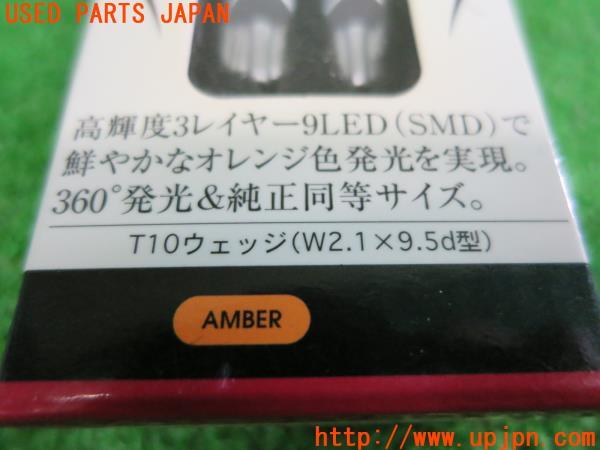 USED PARTS JAPAN
高輝度3レイヤー9LED(SMD)で
鮮やかなオレンジ色発光を実現。
360°発光&純正同等サイズ。
T10ウェッジ(W2.1×9.5d型)
AMBER
http://www.upjpn.com